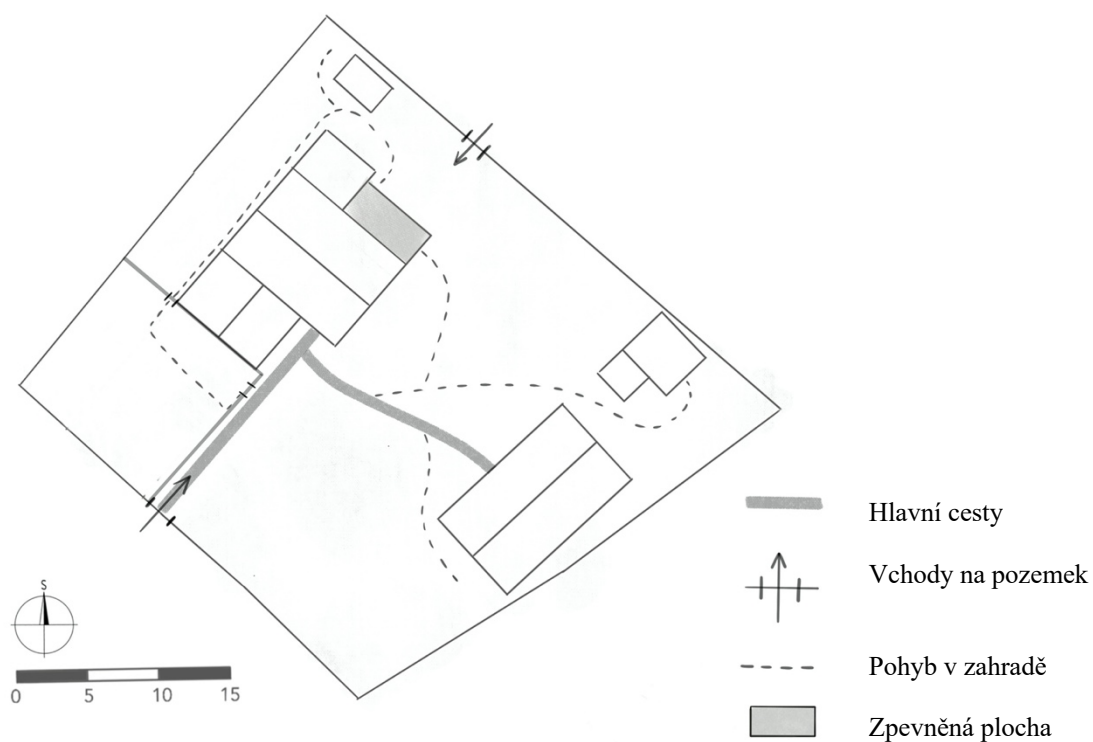 S
0 5 10 15
Hlavní cesty
Vchody na pozemek
Pohyb v zahradě
Zpevněná plocha